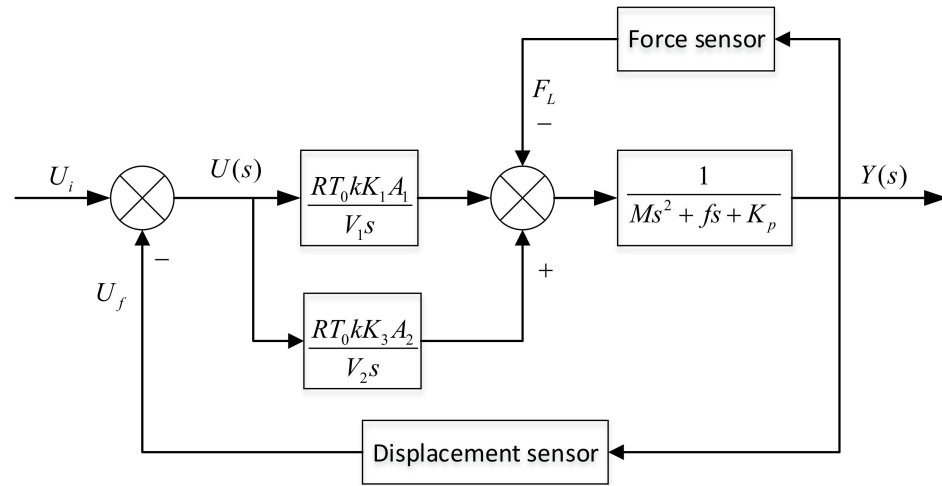 Force sensor
F_L
−
U_i
U(s)
RT_0kK_1A_1
V_1s
1
Ms^2 + fs + K_p
Y(s)
−
+
U_f
RT_0kK_3A_2
V_2s
Displacement sensor